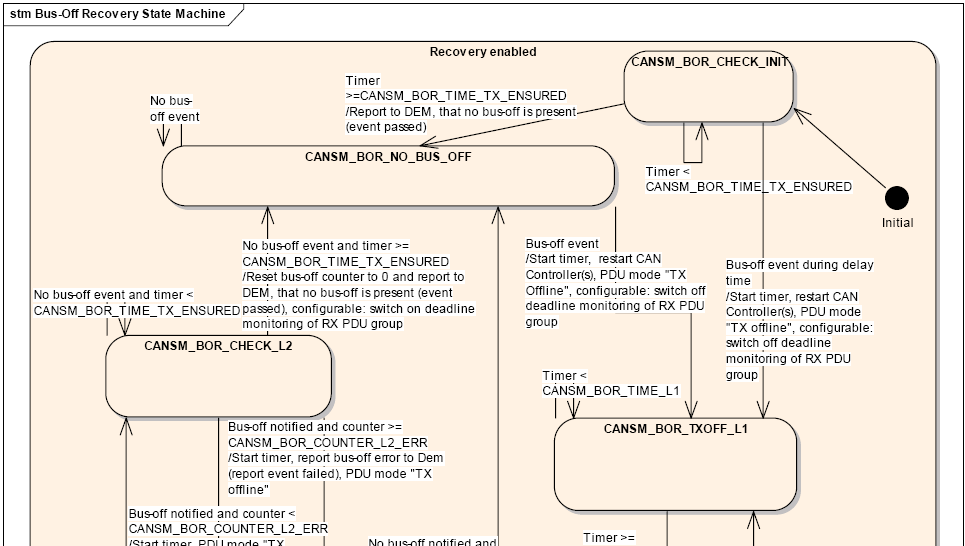 stm Bus-Off Recovery State Machine
Recovery enabled
CANSM_BOR_CHECK_INIT
Timer
>=CANSM_BOR_TIME_TX_ENSURED
/Report to DEM, that no bus-off is present
(event passed)
No bus-
off event
CANSM_BOR_NO_BUS_OFF
Timer <
CANSM_BOR_TIME_TX_ENSURED
Initial
No bus-off event and timer >=
CANSM_BOR_TIME_TX_ENSURED
/Reset bus-off counter to 0 and report to
DEM, that no bus-off is present (event
passed), configurable: switch on deadline
monitoring of RX PDU group
Bus-off event
/Start timer, restart CAN
Controller(s), PDU mode "TX
Offline", configurable: switch off
deadline monitoring of RX PDU
group
Bus-off event during delay
time
/Start timer, restart CAN
Controller(s), PDU mode
"TX offline", configurable:
switch off deadline
monitoring of RX PDU
group
No bus-off event and timer <
CANSM_BOR_TIME_TX_ENSURED
CANSM_BOR_CHECK_L2
Timer <
CANSM_BOR_TIME_L1
CANSM_BOR_TXOFF_L1
Bus-off notified and counter >=
CANSM_BOR_COUNTER_L2_ERR
/Start timer, report bus-off error to Dem
(report event failed), PDU mode "TX
offline"
Bus-off notified and counter <
CANSM_BOR_COUNTER_L2_ERR
/Start timer, PDU mode "TX
No bus-off notified and
Timer >=